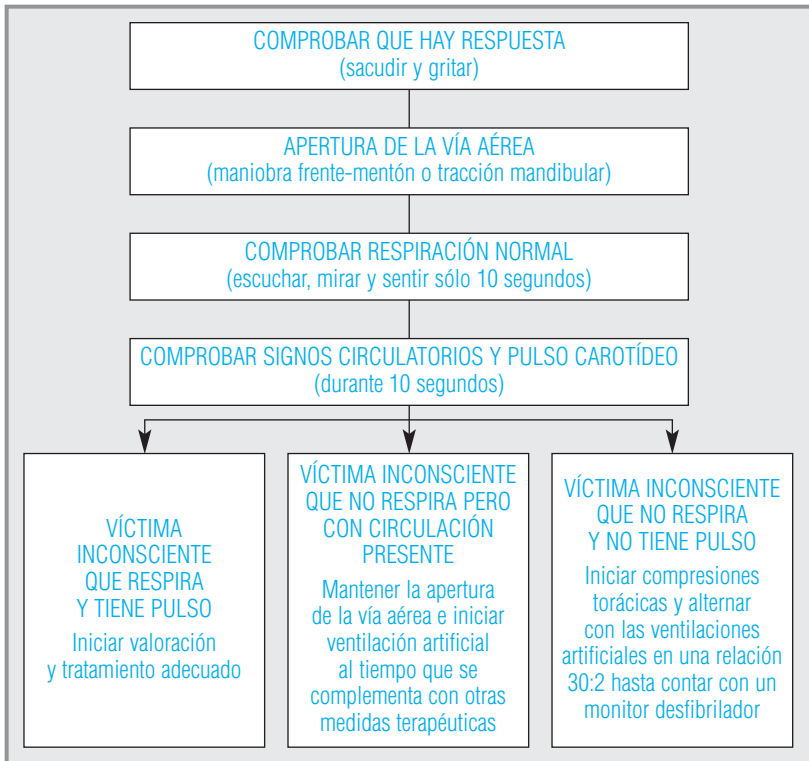 COMPROBAR QUE HAY RESPUESTA
(sacudir y gritar)
APERTURA DE LA VÍA AÉREA
(maniobra frente-mentón o tracción mandibular)
COMPROBAR RESPIRACIÓN NORMAL
(escuchar, mirar y sentir sólo 10 segundos)
COMPROBAR SIGNOS CIRCULATORIOS Y PULSO CAROTÍDEO
(durante 10 segundos)
VÍCTIMA
INCONSCIENTE
QUE RESPIRA
Y TIENE PULSO
Iniciar valoración
y tratamiento adecuado
VÍCTIMA INCONSCIENTE
QUE NO RESPIRA PERO
CON CIRCULACIÓN
PRESENTE
Mantener la apertura
de la vía aérea e iniciar
ventilación artificial
al tiempo que se
complementa con otras
medidas terapéuticas
VÍCTIMA INCONSCIENTE
QUE NO RESPIRA
Y NO TIENE PULSO
Iniciar compresiones
torácicas y alternar
con las ventilaciones
artificiales en una relación
30:2 hasta contar con un
monitor desfibrilador